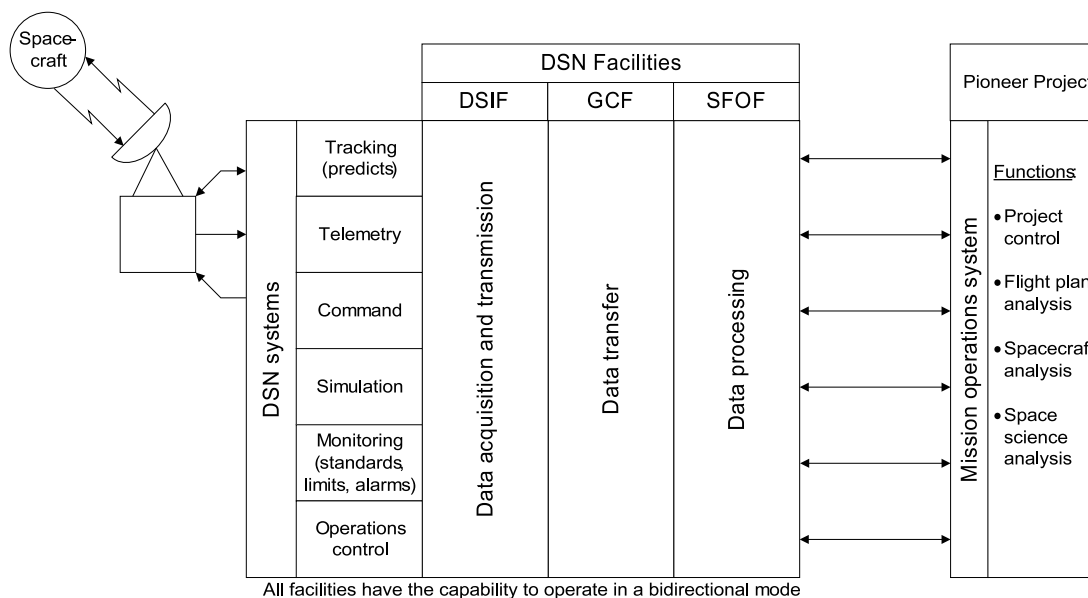 Space-
craft
DSN Facilities
DSIF
GCF
SFOF
Pioneer Project
DSN systems
Tracking
(predicts)
Telemetry
Command
Simulation
Monitoring
(standards,
limits, alarms)
Operations
control
Data acquisition and transmission
Data transfer
Data processing
Mission operations system
Functions:
• Project
control
• Flight plan
analysis
• Spacecraft
analysis
• Space
science
analysis
All facilities have the capability to operate in a bidirectional mode